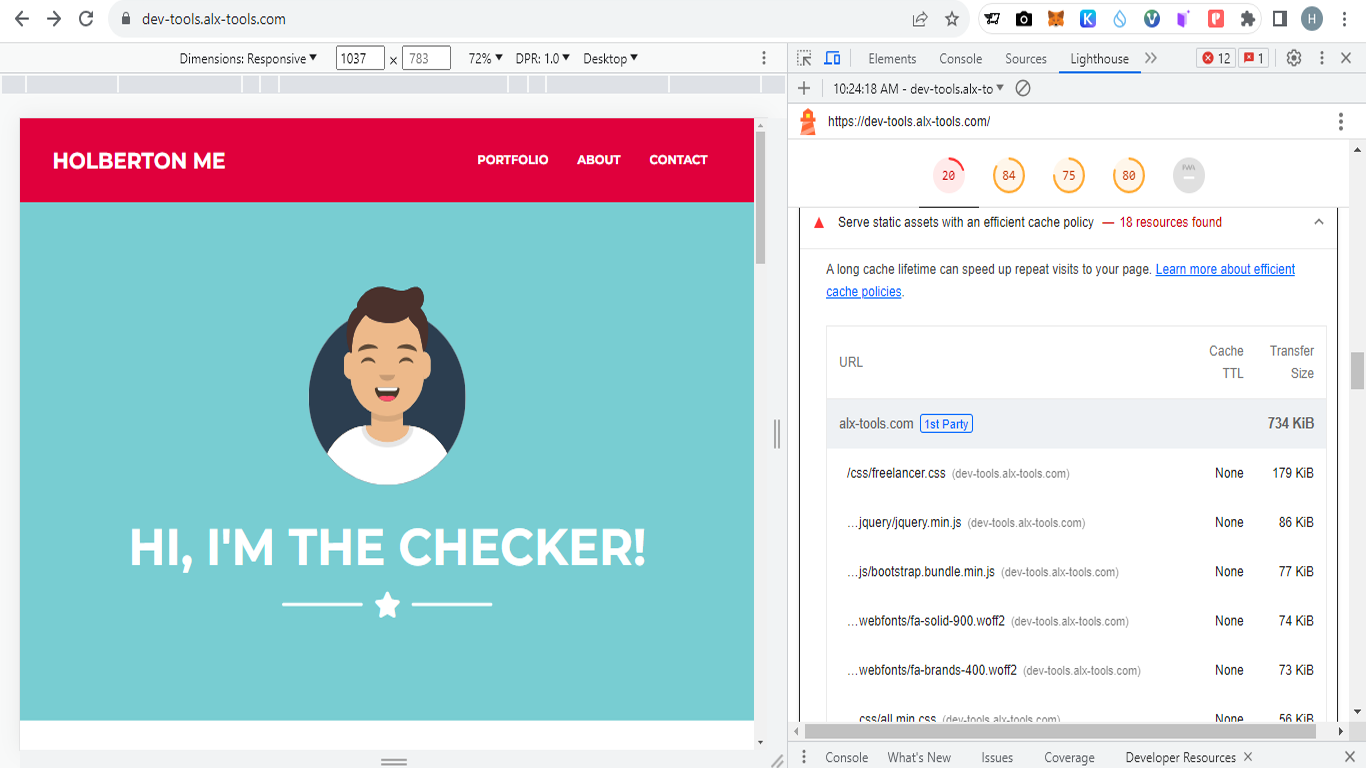 dev-tools.alx-tools.com
H
Dimensions: Responsive 1037 × 783 72% DPR: 1.0 Desktop
HOLBERTON ME
PORTFOLIO ABOUT CONTACT
HI, I'M THE CHECKER!
Elements Console Sources Lighthouse 12 1
10:24:18 AM - dev-tools.alx-to
https://dev-tools.alx-tools.com/
20 84 75 80 PWA
Serve static assets with an efficient cache policy — 18 resources found
A long cache lifetime can speed up repeat visits to your page. Learn more about efficient
cache policies.
URL Cache TTL Transfer Size
alx-tools.com 1st Party 734 KiB
/css/freelancer.css (dev-tools.alx-tools.com) None 179 KiB
…jquery/jquery.min.js (dev-tools.alx-tools.com) None 86 KiB
…js/bootstrap.bundle.min.js (dev-tools.alx-tools.com) None 77 KiB
…webfonts/fa-solid-900.woff2 (dev-tools.alx-tools.com) None 74 KiB
…webfonts/fa-brands-400.woff2 (dev-tools.alx-tools.com) None 73 KiB
…css/all.min.css (dev-tools.alx-tools.com) None 56 KiB
Console What's New Issues Coverage Developer Resources